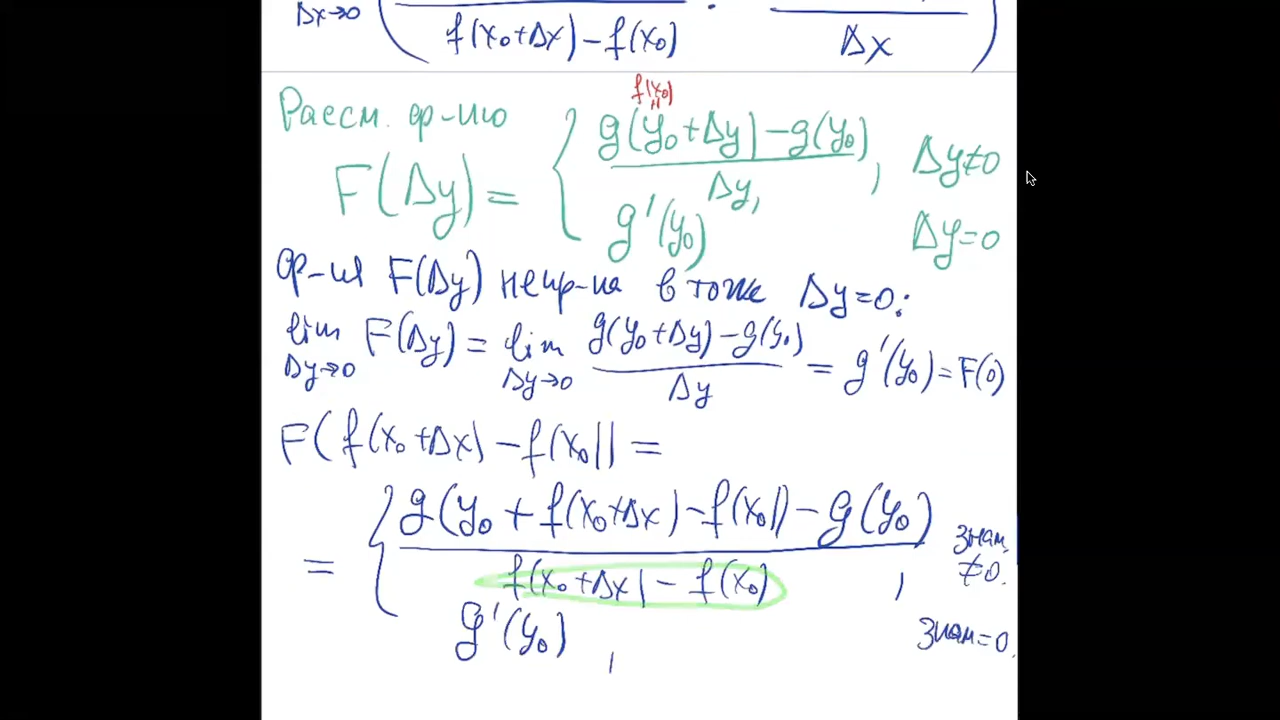 Δx→0 ( f(x₀+Δx)−f(x₀) · Δx )
f(x₀)
Рассм. ф-ию
g(y₀+Δy)−g(y₀)
F(Δy) = { Δy, , Δy≠0
g'(y₀) Δy=0
Ф-ия F(Δy) непр-на в точке Δy=0:
lim F(Δy) = lim g(y₀+Δy)−g(y₀) = g'(y₀) = F(0)
Δy→0 Δy→0 Δy
F(f(x₀+Δx)−f(x₀)) =
= { g(y₀+f(x₀+Δx)−f(x₀))−g(y₀) знам.
f(x₀+Δx)−f(x₀) , ≠0.
g'(y₀) , знам=0.